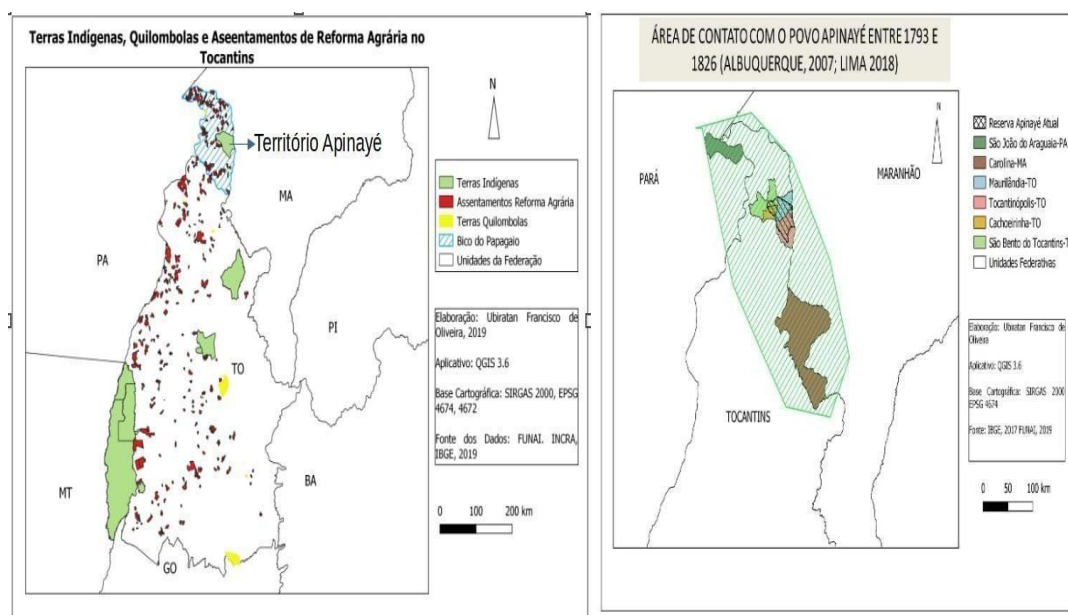 Terras Indígenas, Quilombolas e Aseentamentos de Reforma Agrária no
Tocantins
N
Território Apinayé
MA
PA
PI
TO
BA
MT
GO
Terras Indígenas
Assentamentos Reforma Agrária
Terras Quilombolas
Bico do Papagaio
Unidades da Federação
Elaboração: Ubiratan Francisco de
Oliveira, 2019
Aplicativo: QGIS 3.6
Base Cartográfica: SIRGAS 2000, EPSG
4674, 4672
Fonte dos Dados: FUNAI. INCRA,
IBGE, 2019
0 100 200 km
ÁREA DE CONTATO COM O POVO APINAYÉ ENTRE 1793 E
1826 (ALBUQUERQUE, 2007; LIMA 2018)
N
PARÁ
MARANHÃO
TOCANTINS
Reserva Apinayé Atual
São João do Araguaia-PA
Carolina-MA
Maurilândia-TO
Tocantinópolis-TO
Cachoeirinha-TO
São Bento do Tocantins-T
Unidades Federativas
Elaboração: Ubiratan Francisco de
Oliveira
Aplicativo: QGIS 3.6
Base Cartográfica: SIRGAS 2000
EPSG 4674
Fonte: IBGE, 2017 FUNAI, 2019
0 50 100 km